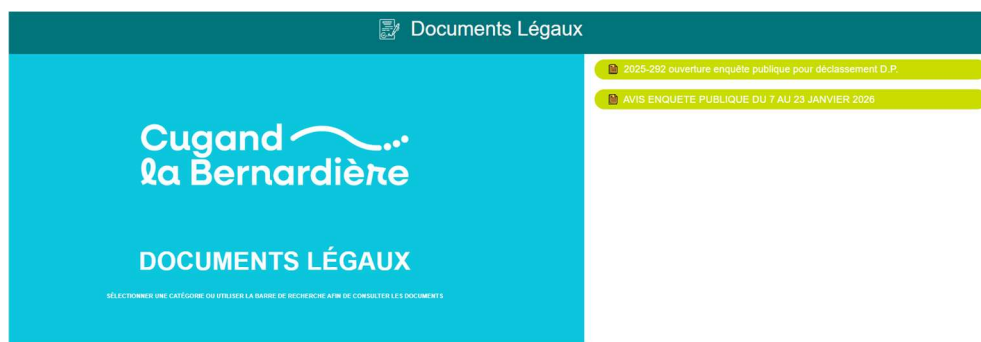 Documents Légaux
Cugand
la Bernardière
DOCUMENTS LÉGAUX
SÉLECTIONNER UNE CATÉGORIE OU UTILISER LA BARRE DE RECHERCHE AFIN DE CONSULTER LES DOCUMENTS
2025-292 ouverture enquête publique pour déclassement D.P.
AVIS ENQUETE PUBLIQUE DU 7 AU 23 JANVIER 2026